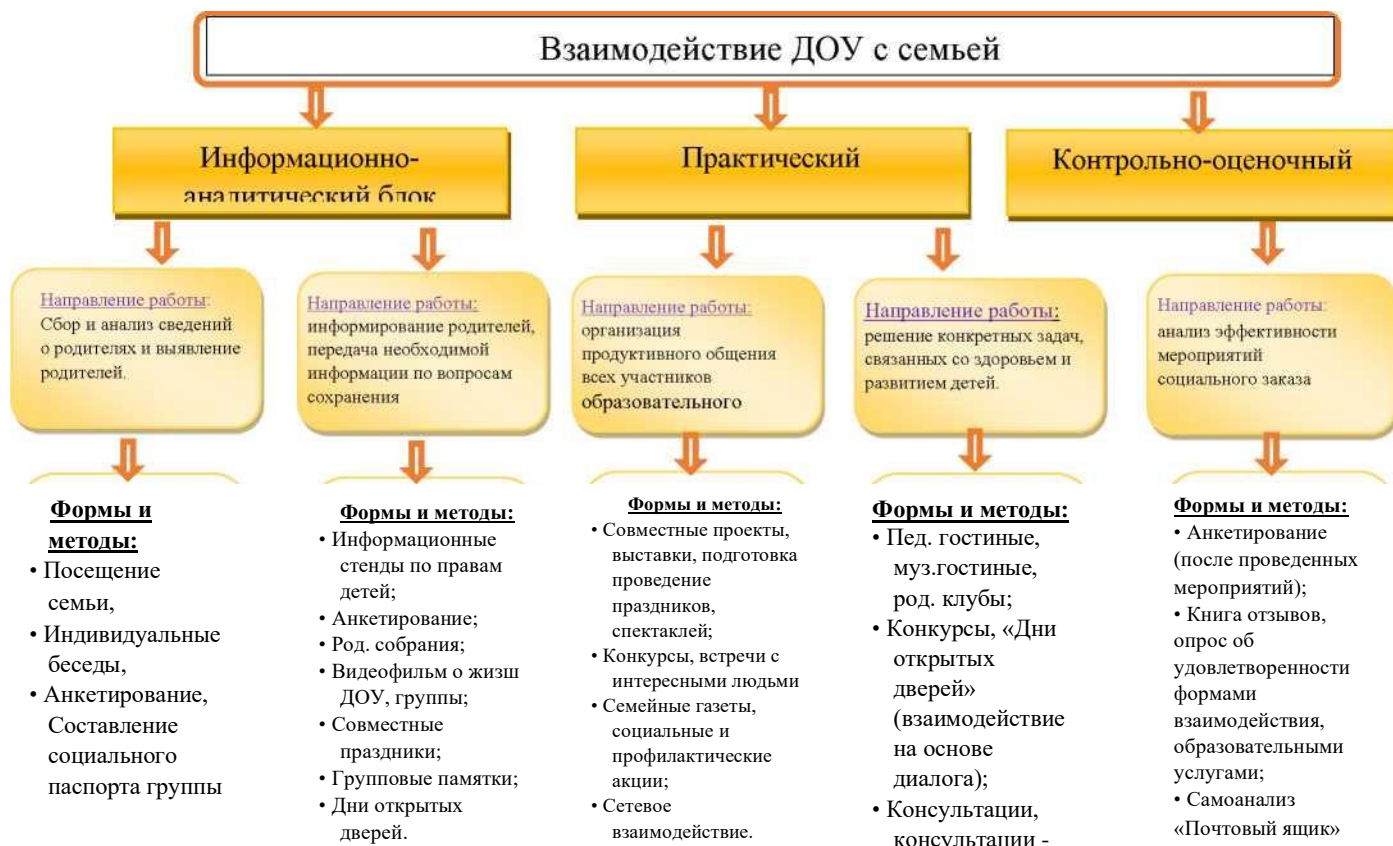 Взаимодействие ДОУ с семьей
Информационно-
аналитический блок
Практический
Контрольно-оценочный
Направление работы:
Сбор и анализ сведений
о родителях и выявление
родителей.
Направление работы:
информирование родителей,
передача необходимой
информации по вопросам
сохранения
Направление работы:
организация
продуктивного общения
всех участников
образовательного
Направление работы:
решение конкретных задач,
связанных со здоровьем и
развитием детей.
Направление работы:
анализ эффективности
мероприятий
социального заказа
Формы и
методы:
• Посещение
семьи,
• Индивидуальные
беседы,
• Анкетирование,
Составление
социального
паспорта группы
Формы и методы:
• Информационные
стенды по правам
детей;
• Анкетирование;
• Род. собрания;
• Видеофильм о жизш
ДОУ, группы;
• Совместные
праздники;
• Групповые памятки;
• Дни открытых
дверей.
Формы и методы:
• Совместные проекты,
выставки, подготовка
проведение
праздников,
спектаклей;
• Конкурсы, встречи с
интересными людьми
• Семейные газеты,
социальные и
профилактические
акции;
• Сетевое
взаимодействие.
Формы и методы:
• Пед. гостиные,
муз.гостиные,
род. клубы;
• Конкурсы, «Дни
открытых
дверей»
(взаимодействие
на основе
диалога);
• Консультации,
консультации -
Формы и методы:
• Анкетирование
(после проведенных
мероприятий);
• Книга отзывов,
опрос об
удовлетворенности
формами
взаимодействия,
образовательными
услугами;
• Самоанализ
«Почтовый ящик»